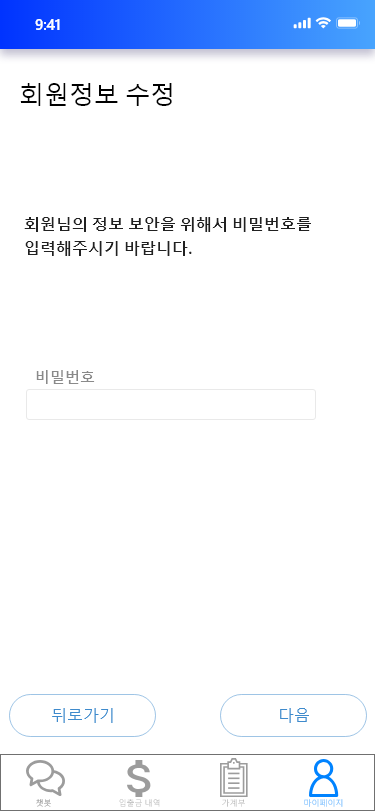 9:41
회원정보 수정
회원님의 정보 보안을 위해서 비밀번호를
입력해주시기 바랍니다.
비밀번호
뒤로가기 다음
챗봇 입출금 내역 가계부 마이페이지